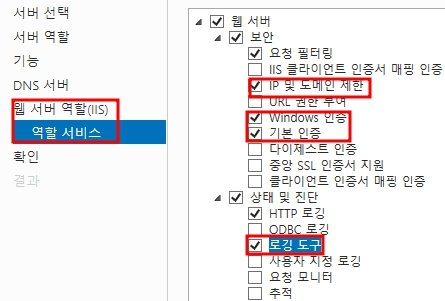 서버 선택
서버 역할
기능
DNS 서버
웹 서버 역할(IIS)
역할 서비스
확인
결과
웹 서버
보안
요청 필터링
IIS 클라이언트 인증서 매핑 인증
IP 및 도메인 제한
URL 권한 부여
Windows 인증
기본 인증
다이제스트 인증
중앙 SSL 인증서 지원
클라이언트 인증서 매핑 인증
상태 및 진단
HTTP 로깅
ODBC 로깅
로깅 도구
사용자 지정 로깅
요청 모니터
추적